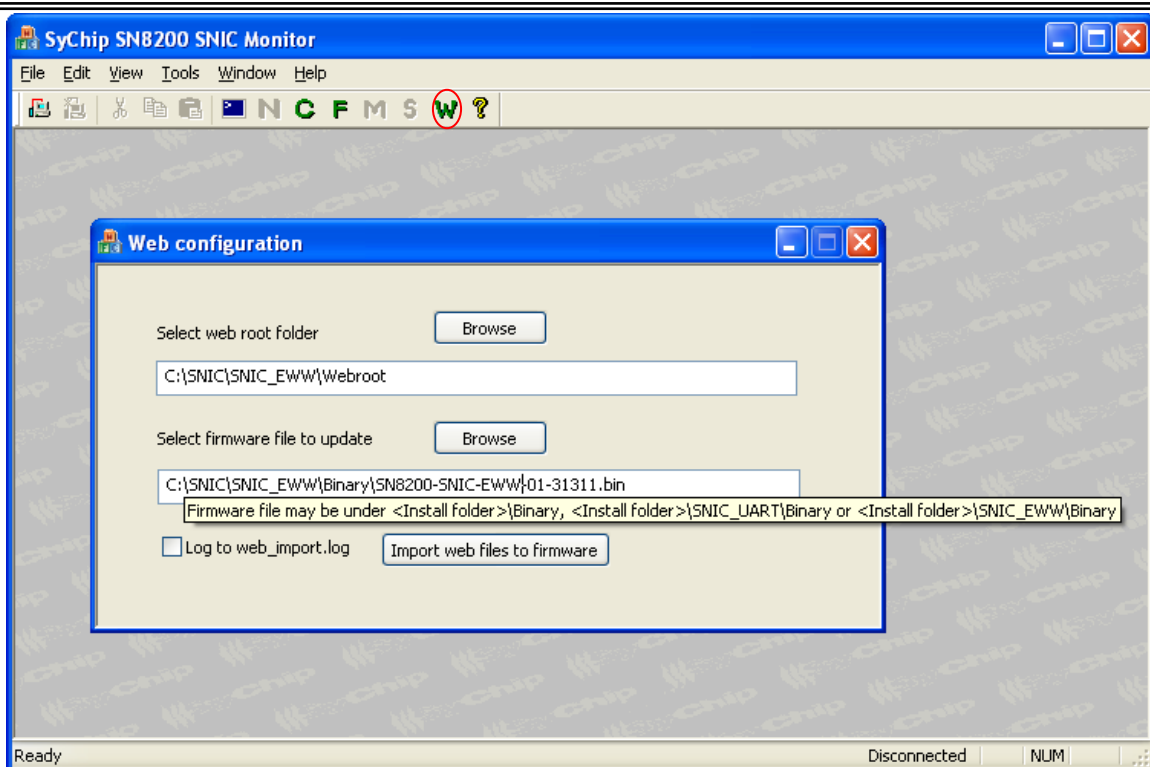 SyChip SN8200 SNIC Monitor
File Edit View Tools Window Help
N C F M S W ?
Web configuration
Select web root folder
Browse
C:\SNIC\SNIC_EWW\Webroot
Select firmware file to update
Browse
C:\SNIC\SNIC_EWW\Binary\SN8200-SNIC-EWW-01-31311.bin
Firmware file may be under <Install folder>\Binary, <Install folder>\SNIC_UART\Binary or <Install folder>\SNIC_EWW\Binary
Log to web_import.log
Import web files to firmware
Ready
Disconnected
NUM